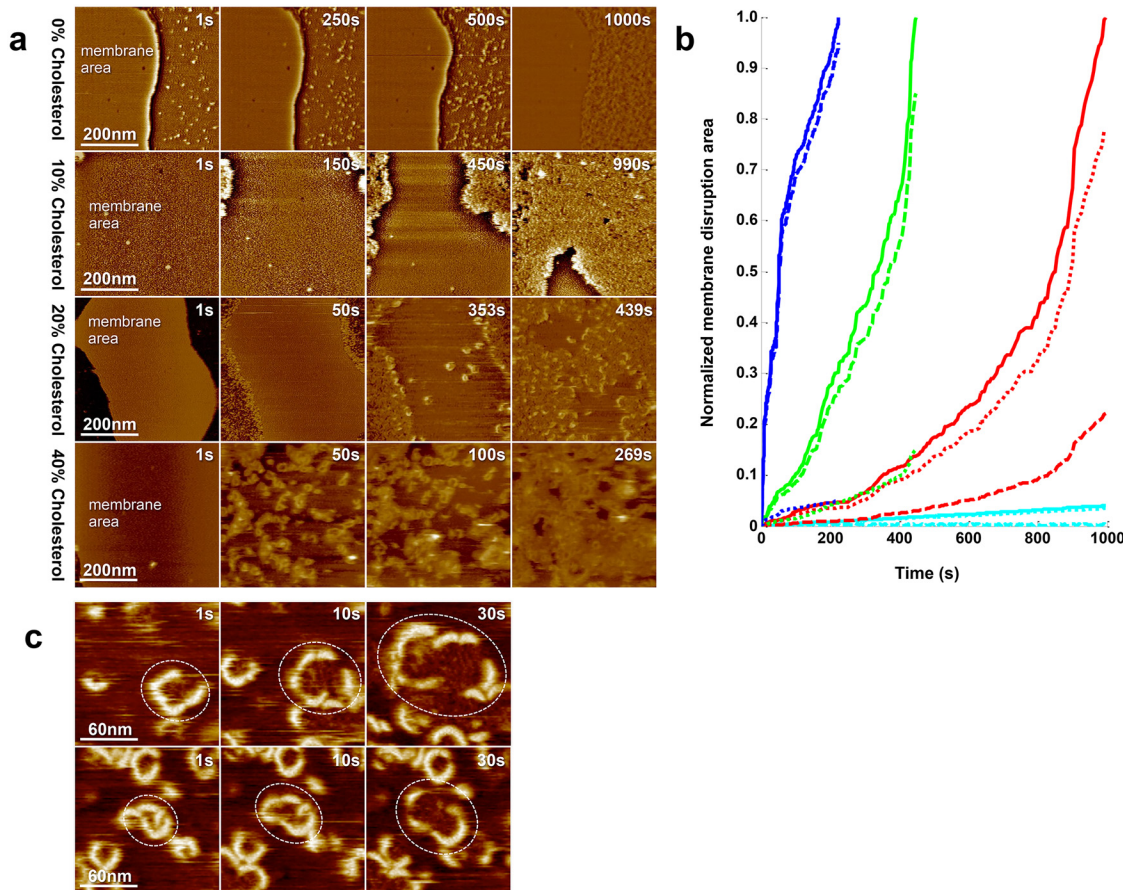 a
0% Cholesterol
1s
250s
500s
1000s
membrane
area
200nm
10% Cholesterol
1s
150s
450s
990s
membrane
area
200nm
20% Cholesterol
1s
50s
353s
439s
membrane
area
200nm
40% Cholesterol
1s
50s
100s
269s
membrane
area
200nm
b
Normalized membrane disruption area
1.0
0.9
0.8
0.7
0.6
0.5
0.4
0.3
0.2
0.1
0
0 200 400 600 800 1000
Time (s)
c
1s
10s
30s
60nm
1s
10s
30s
60nm